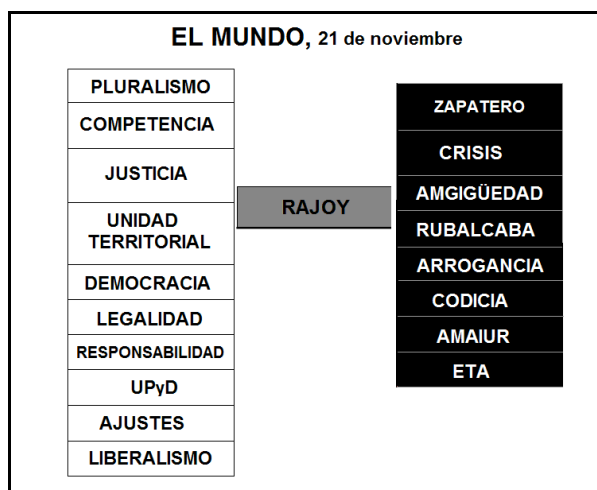 EL MUNDO, 21 de noviembre
PLURALISMO
COMPETENCIA
JUSTICIA
UNIDAD
TERRITORIAL
DEMOCRACIA
LEGALIDAD
RESPONSABILIDAD
UPyD
AJUSTES
LIBERALISMO
RAJOY
ZAPATERO
CRISIS
AMGIGÜEDAD
RUBALCABA
ARROGANCIA
CODICIA
AMAIUR
ETA